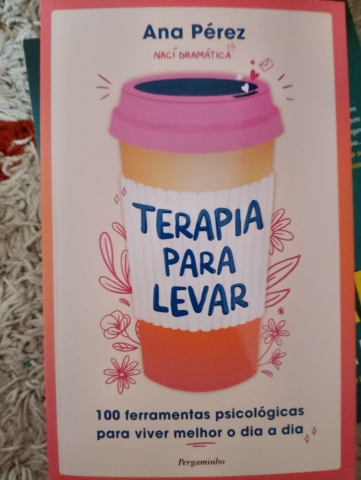 Ana Pérez
NACÍ DRAMÁTICA
TERAPIA
PARA
LEVAR
100 ferramentas psicológicas
para viver melhor o dia a dia
Pergaminho